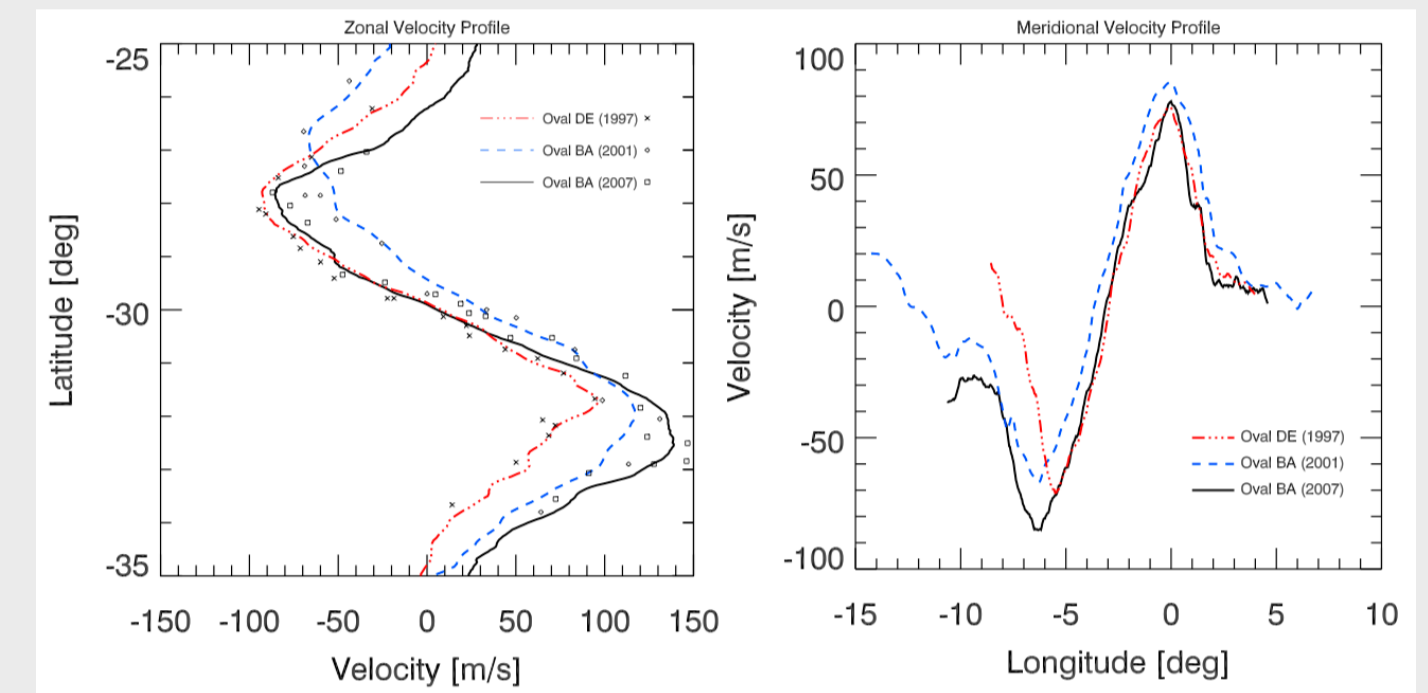 Zonal Velocity Profile
-25
-30
-35
Latitude [deg]
Oval DE (1997) ×
Oval BA (2001) ⋄
Oval BA (2007) □
-150 -100 -50 0 50 100 150
Velocity [m/s]
Meridional Velocity Profile
100
50
0
-50
-100
Velocity [m/s]
Oval DE (1997)
Oval BA (2001)
Oval BA (2007)
-15 -10 -5 0 5 10
Longitude [deg]